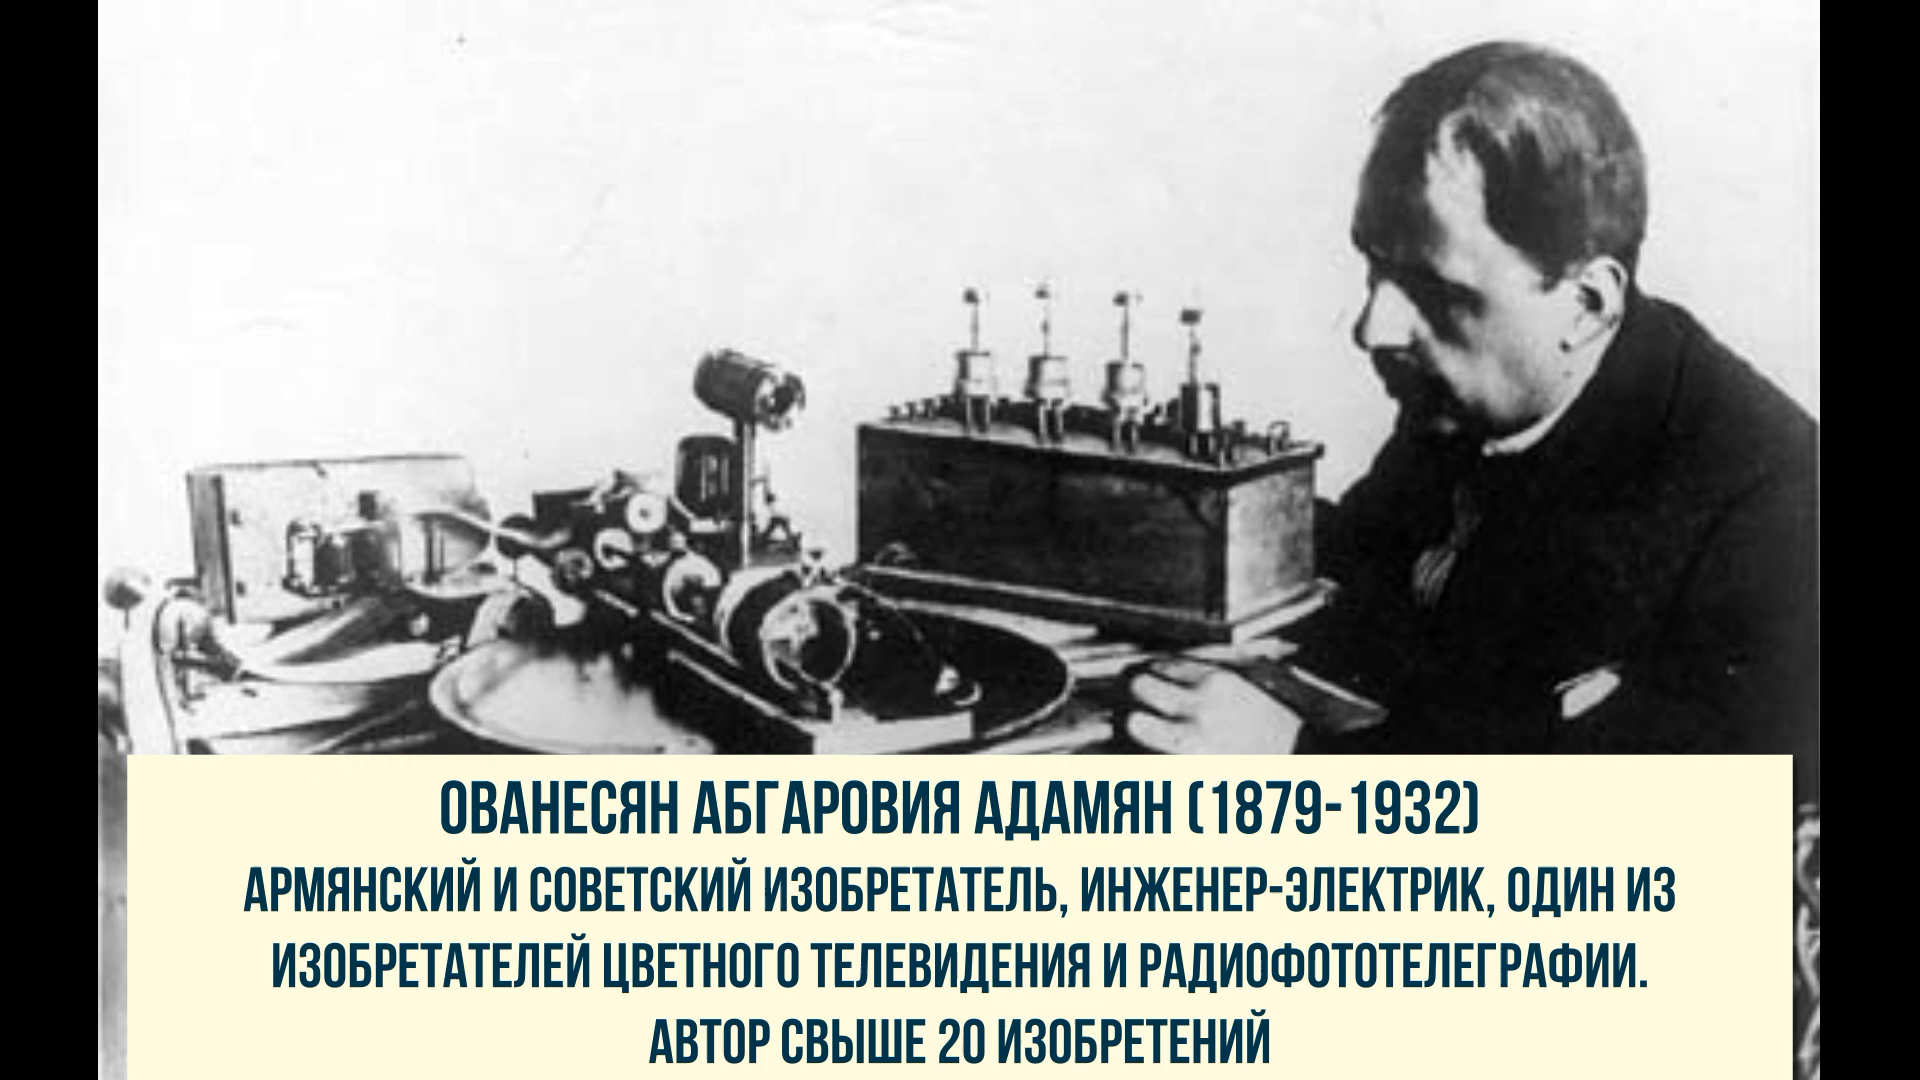 ОВАНЕСЯН АБГАРОВИЯ АДАМЯН (1879-1932)
АРМЯНСКИЙ И СОВЕТСКИЙ ИЗОБРЕТАТЕЛЬ, ИНЖЕНЕР-ЭЛЕКТРИК, ОДИН ИЗ
ИЗОБРЕТАТЕЛЕЙ ЦВЕТНОГО ТЕЛЕВИДЕНИЯ И РАДИОФОТОТЕЛЕГРАФИИ.
АВТОР СВЫШЕ 20 ИЗОБРЕТЕНИЙ